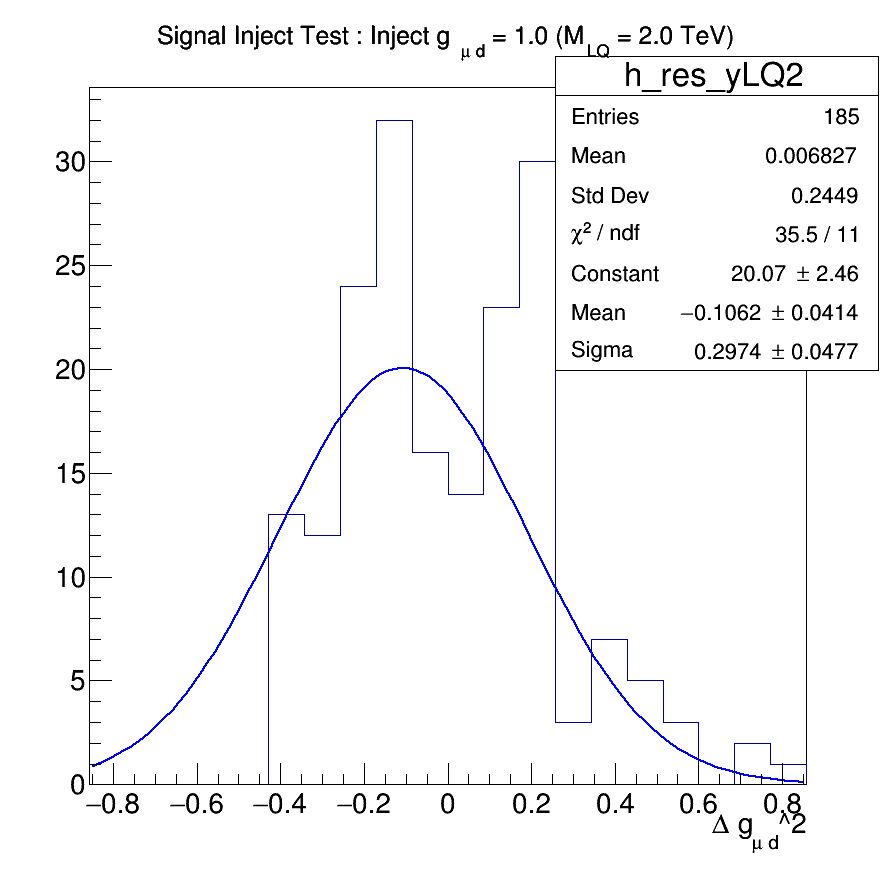 Signal Inject Test : Inject g μ d = 1.0 (M LQ = 2.0 TeV)
h_res_yLQ2
Entries 185
Mean 0.006827
Std Dev 0.2449
χ² / ndf 35.5 / 11
Constant 20.07 ± 2.46
Mean −0.1062 ± 0.0414
Sigma 0.2974 ± 0.0477
30
25
20
15
10
5
0
−0.8 −0.6 −0.4 −0.2 0 0.2 0.4 0.6 0.8
Δ g μ d ^2